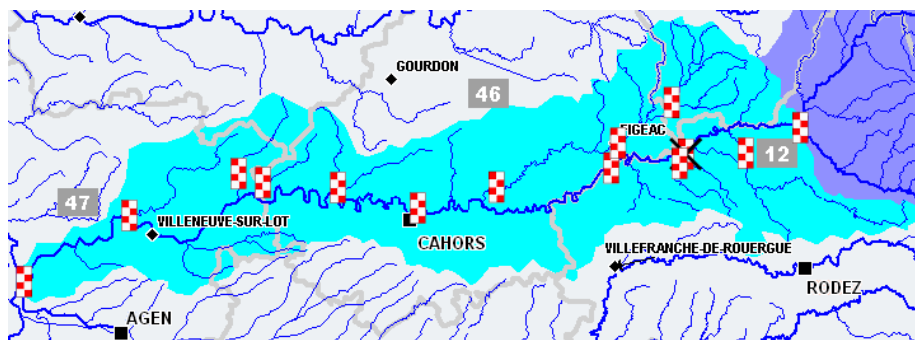 GOURDON
46
FIGEAC
12
47
VILLENEUVE-SUR-LOT
CAHORS
VILLEFRANCHE-DE-ROUERGUE
RODEZ
AGEN